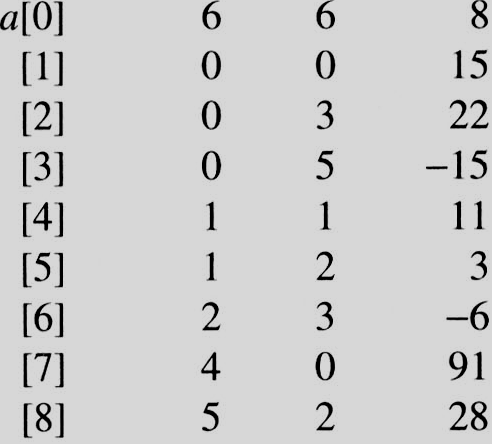 a[0] 6 6 8
[1] 0 0 15
[2] 0 3 22
[3] 0 5 −15
[4] 1 1 11
[5] 1 2 3
[6] 2 3 −6
[7] 4 0 91
[8] 5 2 28